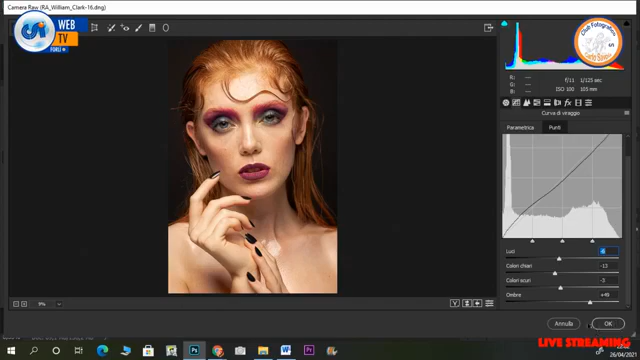 Camera Raw (RA_William_Clark-16.dng)
WEB
TV
FORLÌ
Circolo Fotografico
R:
G:
B:
f/11 1/125 sec
ISO 100 105 mm
Curva di viraggio
Parametrica
Punti
Luci
Colori chiari -13
Colori scuri -3
Ombre +49
9%
Annulla
OK
LIVE STREAMING
26/04/2021